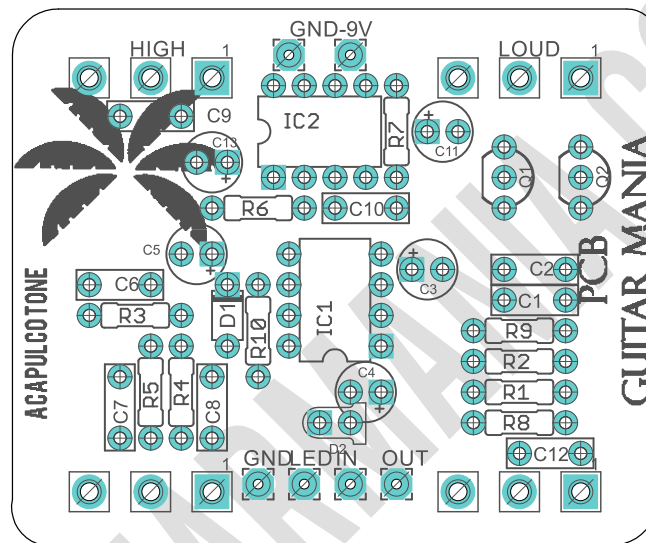 GND-9V
HIGH 1
LOUD 1
C9
IC2
R7
C11
C13
Q1
Q2
R6
C10
C5
C3
C2
C6
C1
R3
D1
R10
IC1
R9
R2
C4
R5
R4
R1
C7
C8
R8
D2
C12
1
GND LED IN OUT
1
ACAPULCO TONE
PCB
GUITAR MANIA